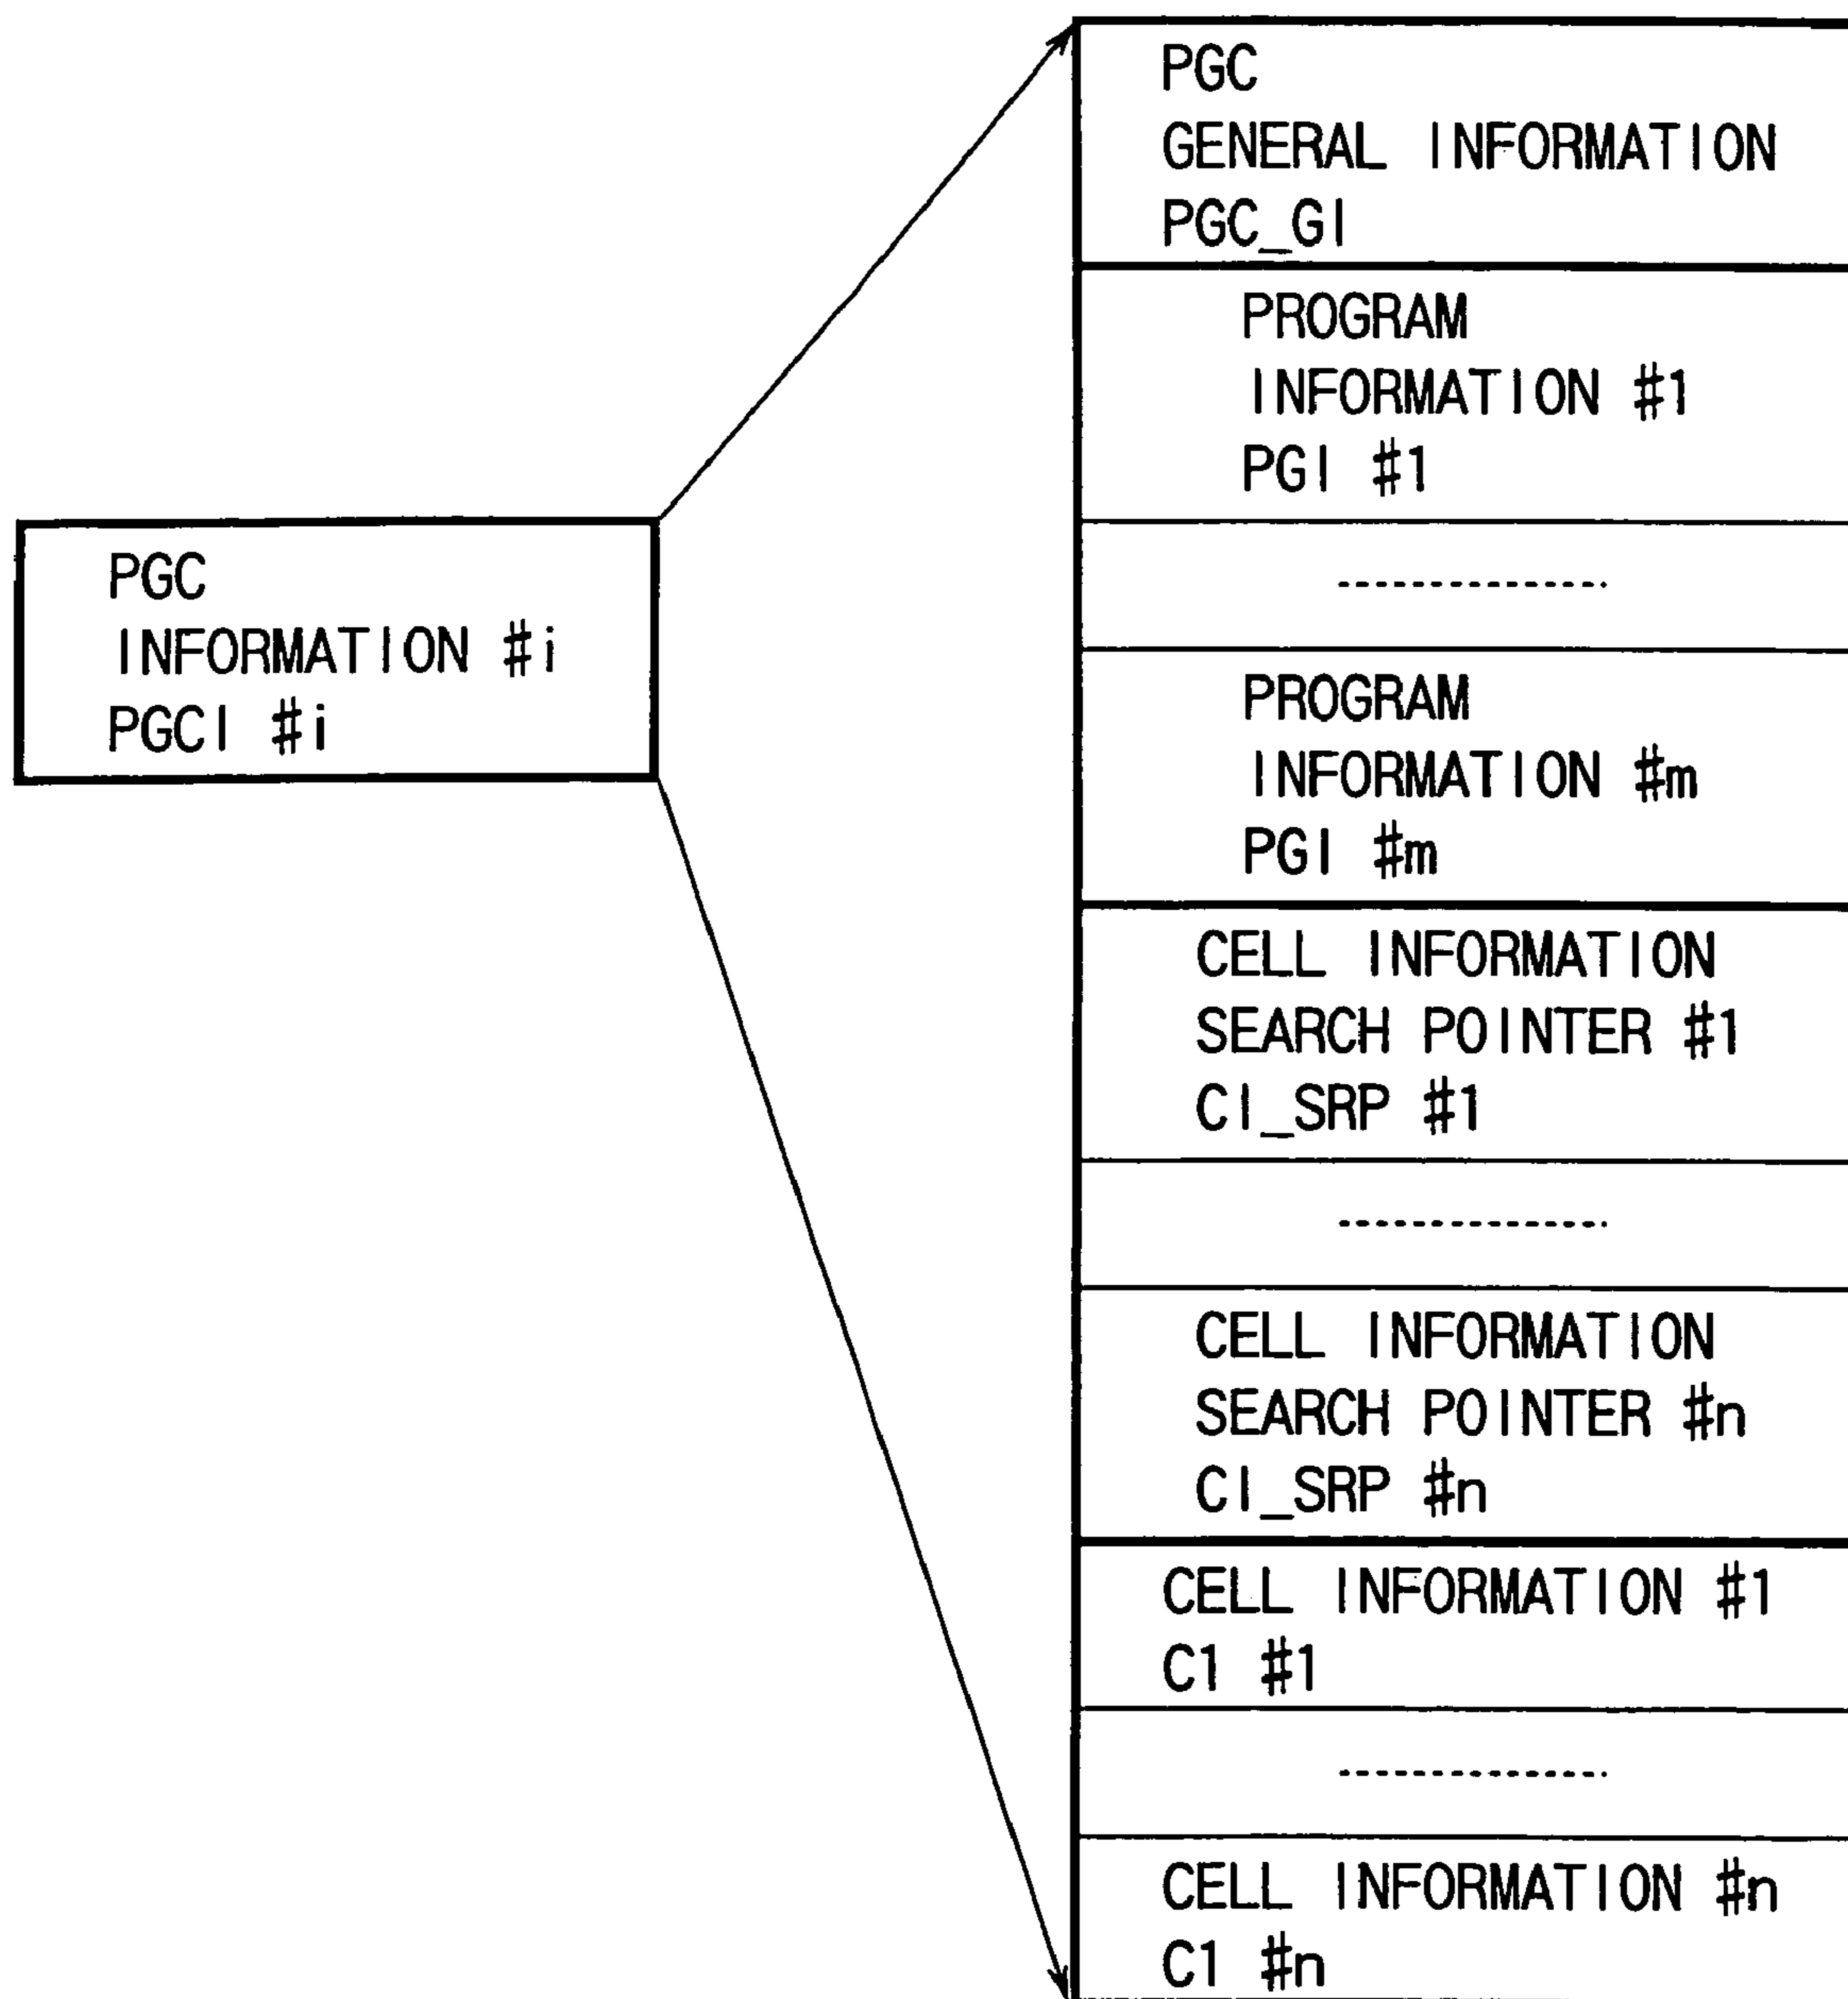 PGC
INFORMATION #i
PGCI #i
PGC
GENERAL INFORMATION
PGC_GI
PROGRAM
INFORMATION #1
PGI #1
PROGRAM
INFORMATION #m
PGI #m
CELL INFORMATION
SEARCH POINTER #1
CI_SRP #1
CELL INFORMATION
SEARCH POINTER #n
CI_SRP #n
CELL INFORMATION #1
C1 #1
CELL INFORMATION #n
C1 #n